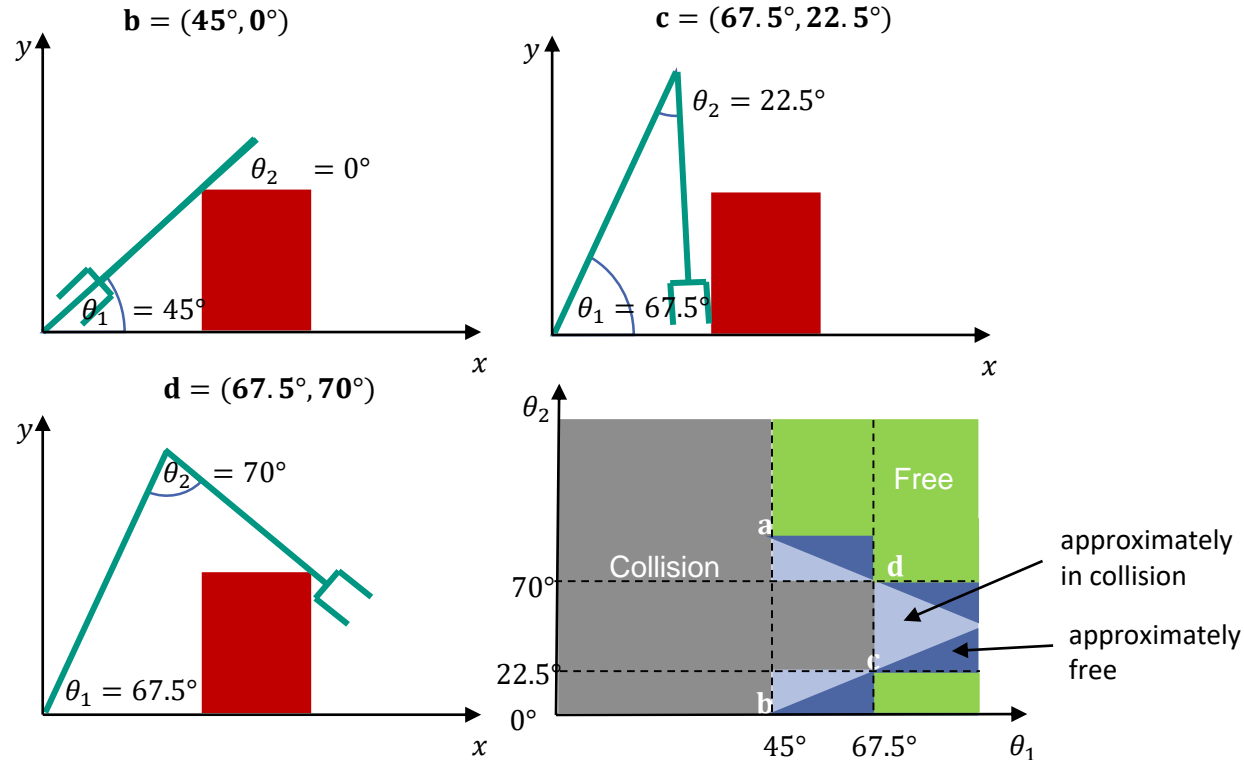 b = (45°, 0°)
y
θ₂ = 0°
θ₁ = 45°
x
c = (67.5°, 22.5°)
y
θ₂ = 22.5°
θ₁ = 67.5°
x
d = (67.5°, 70°)
y
θ₂ = 70°
θ₁ = 67.5°
x
θ₂
Free
a
Collision
d
70°
c
22.5°
b
0°
45°
67.5°
θ₁
approximately
in collision
approximately
free